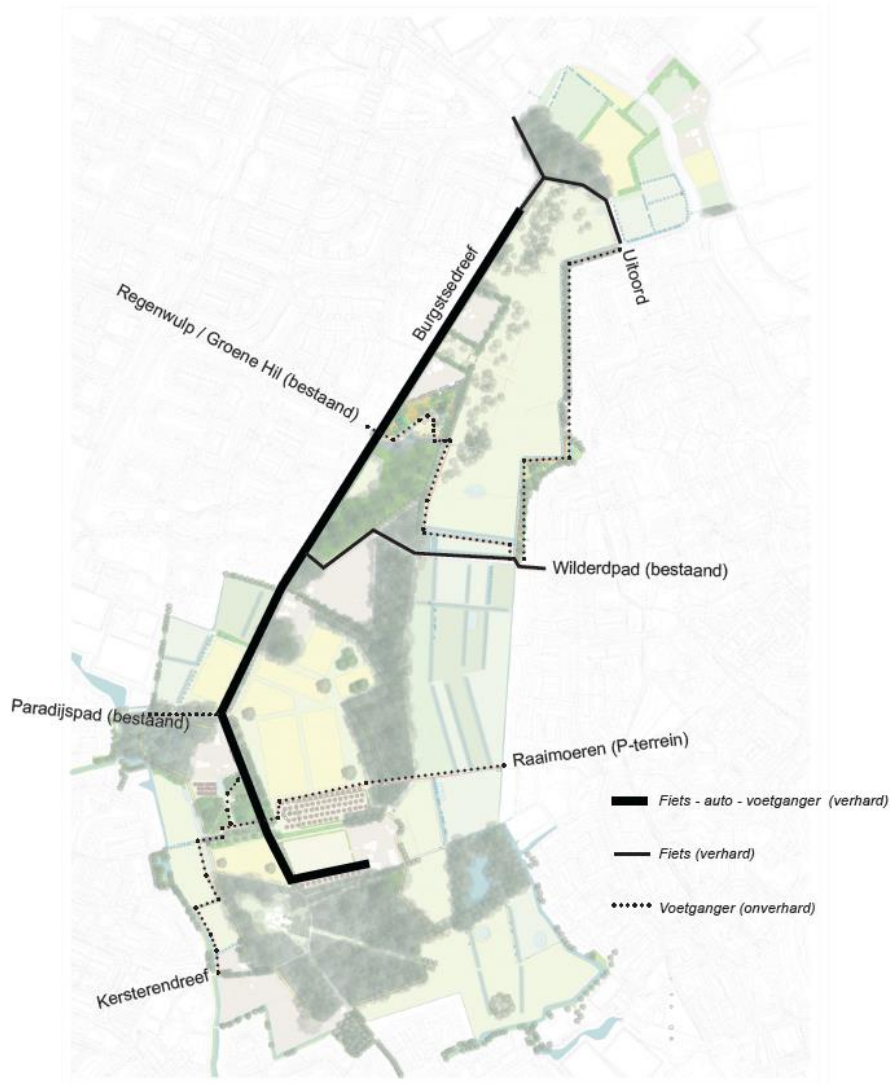 Burgstsedreef
Uitoord
Regenwulp / Groene Hil (bestaand)
Wilderdpad (bestaand)
Paradijspad (bestaand)
Raaimoeren (P-terrein)
Fiets - auto - voetganger (verhard)
Fiets (verhard)
Voetganger (onverhard)
Kersterendreef